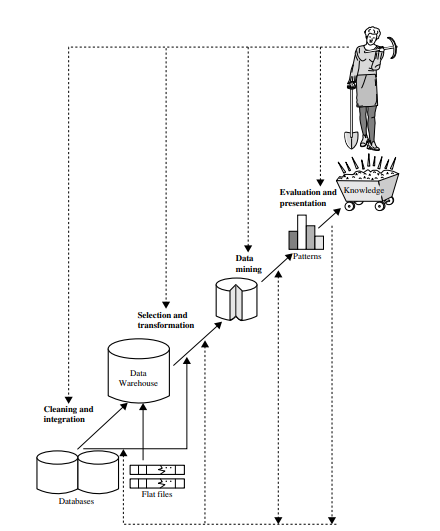 Evaluation and
presentation
Knowledge
Patterns
Data
mining
Selection and
transformation
Data
Warehouse
Cleaning and
integration
Databases
Flat files